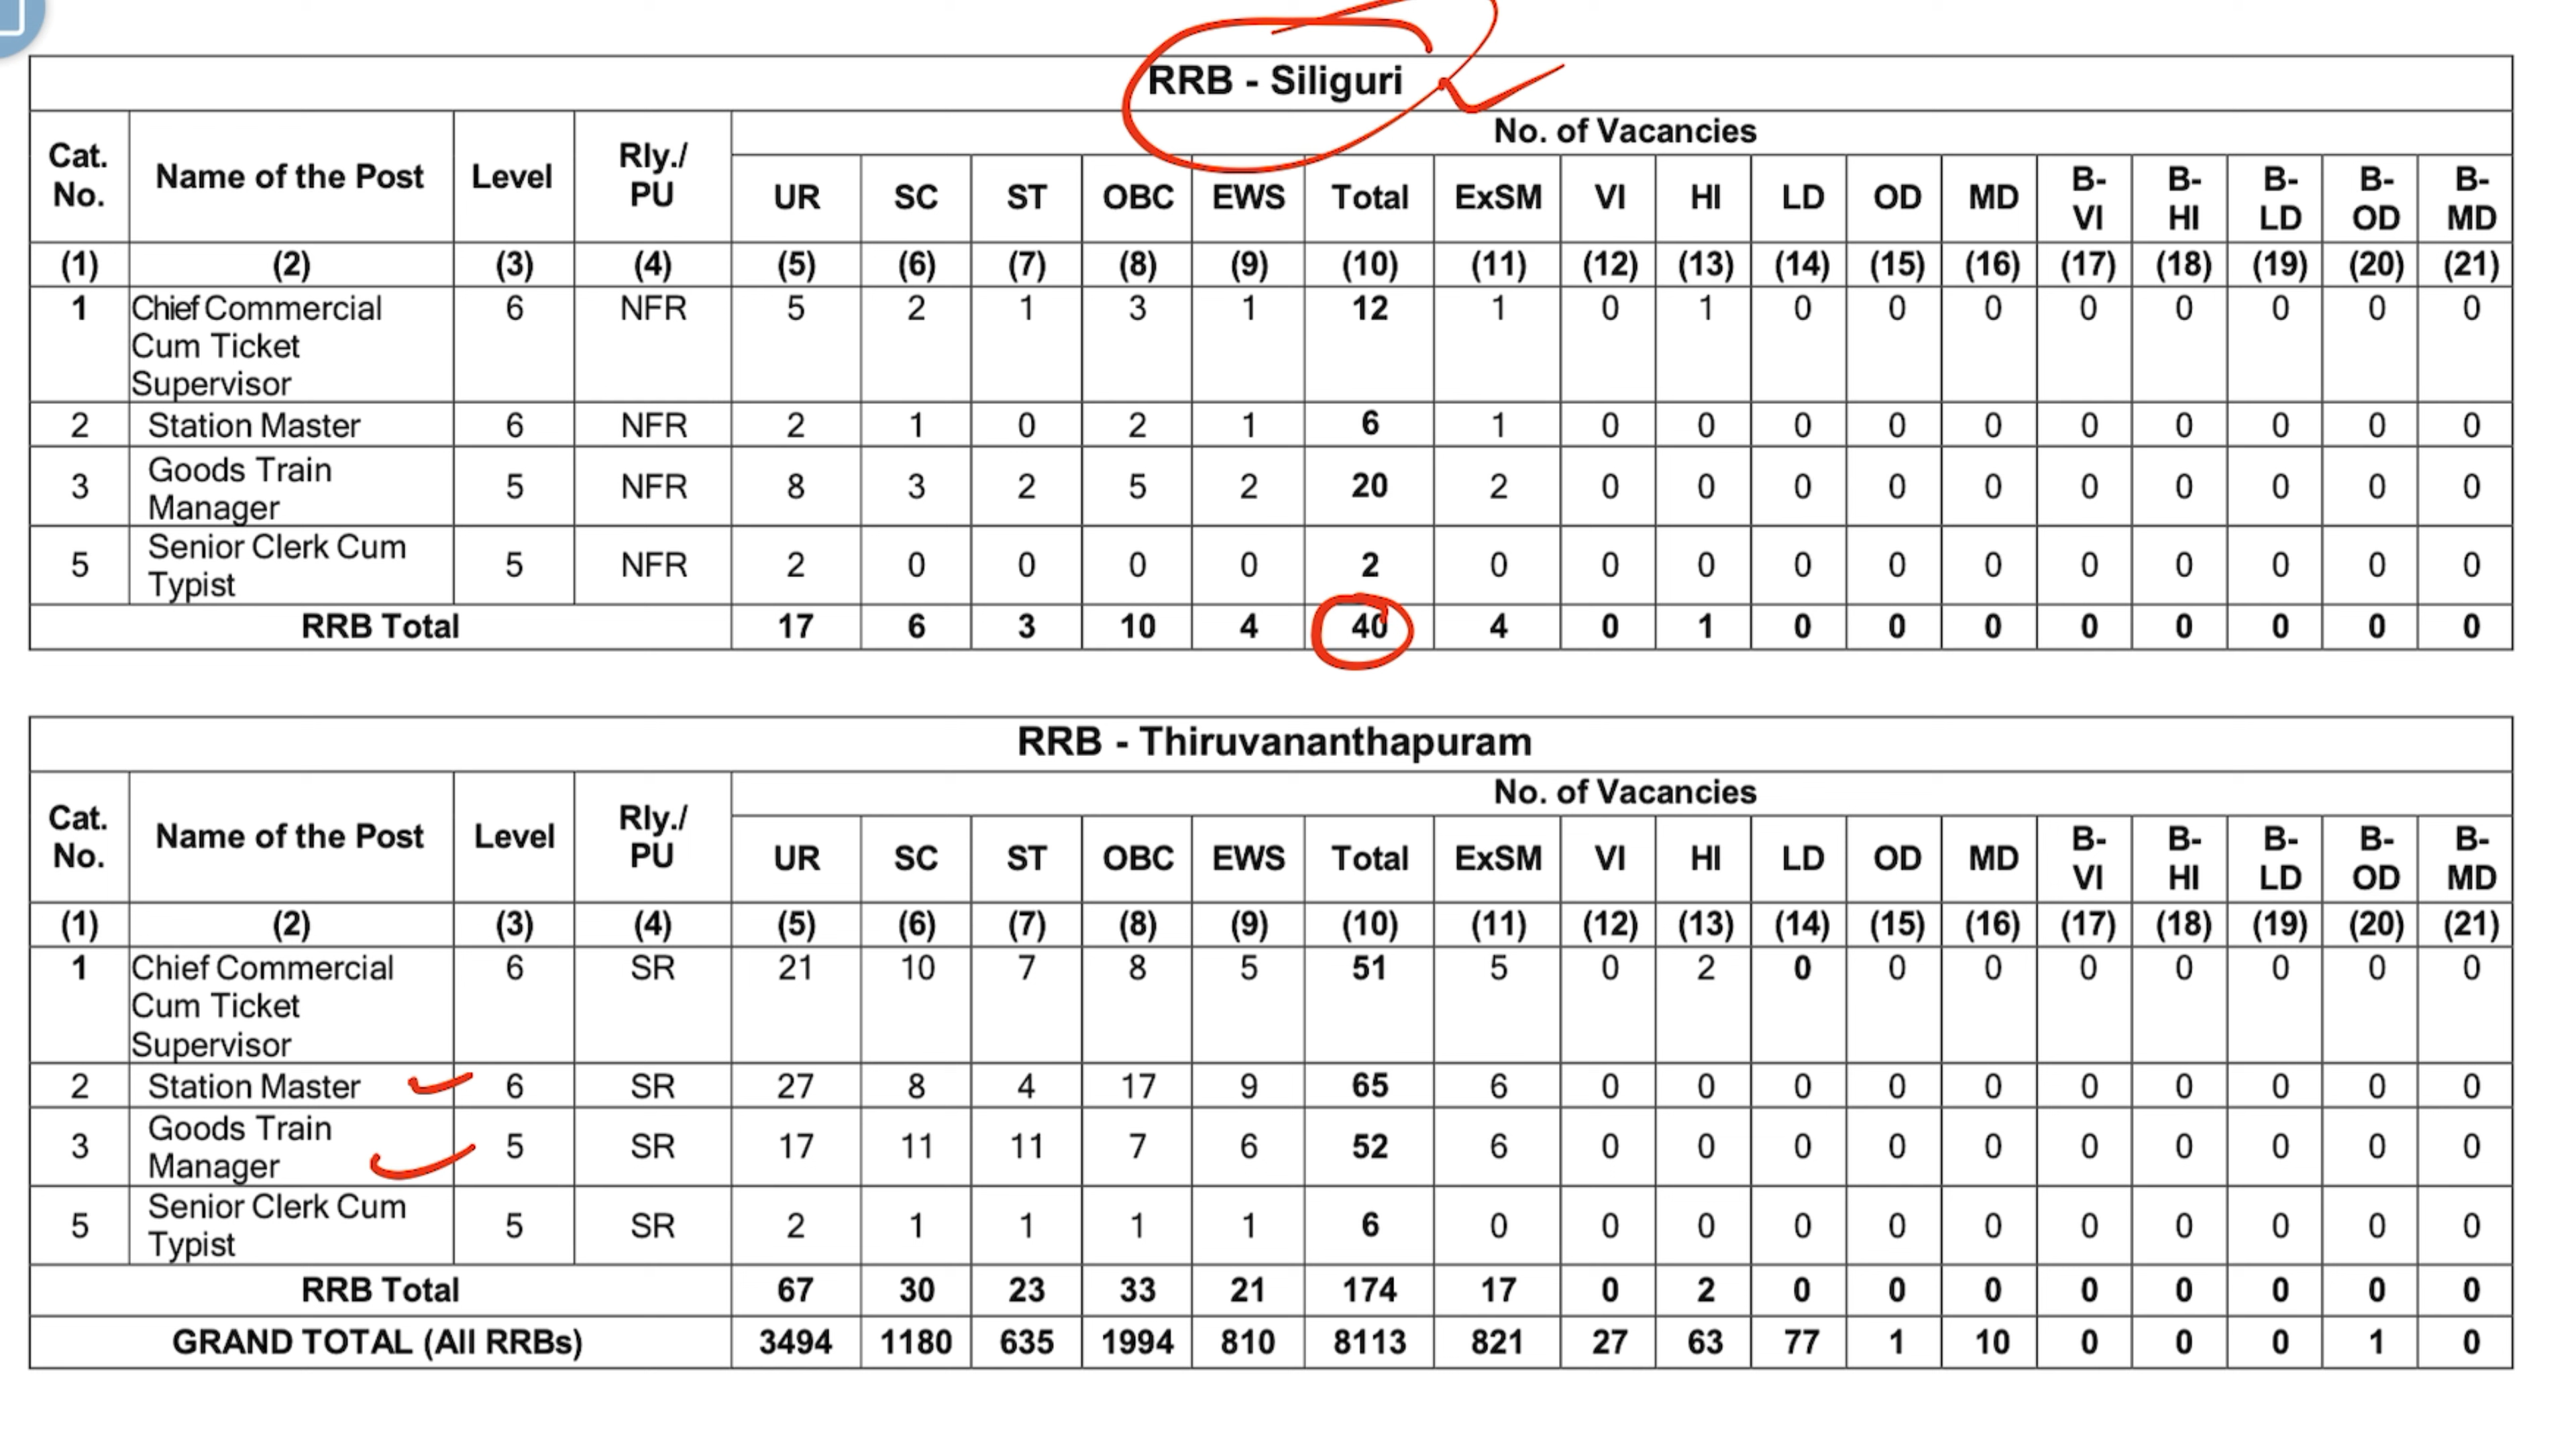 RRB - Siliguri
Cat. No. Name of the Post Level Rly./ PU No. of Vacancies
UR SC ST OBC EWS Total ExSM VI HI LD OD MD B-VI B-HI B-LD B-OD B-MD
(1) (2) (3) (4) (5) (6) (7) (8) (9) (10) (11) (12) (13) (14) (15) (16) (17) (18) (19) (20) (21)
1 Chief Commercial Cum Ticket Supervisor 6 NFR 5 2 1 3 1 12 1 0 1 0 0 0 0 0 0 0 0
2 Station Master 6 NFR 2 1 0 2 1 6 1 0 0 0 0 0 0 0 0 0 0
3 Goods Train Manager 5 NFR 8 3 2 5 2 20 2 0 0 0 0 0 0 0 0 0 0
5 Senior Clerk Cum Typist 5 NFR 2 0 0 0 0 2 0 0 0 0 0 0 0 0 0 0 0
RRB Total 17 6 3 10 4 40 4 0 1 0 0 0 0 0 0 0 0
RRB - Thiruvananthapuram
Cat. No. Name of the Post Level Rly./ PU No. of Vacancies
UR SC ST OBC EWS Total ExSM VI HI LD OD MD B-VI B-HI B-LD B-OD B-MD
(1) (2) (3) (4) (5) (6) (7) (8) (9) (10) (11) (12) (13) (14) (15) (16) (17) (18) (19) (20) (21)
1 Chief Commercial Cum Ticket Supervisor 6 SR 21 10 7 8 5 51 5 0 2 0 0 0 0 0 0 0 0
2 Station Master 6 SR 27 8 4 17 9 65 6 0 0 0 0 0 0 0 0 0 0
3 Goods Train Manager 5 SR 17 11 11 7 6 52 6 0 0 0 0 0 0 0 0 0 0
5 Senior Clerk Cum Typist 5 SR 2 1 1 1 1 6 0 0 0 0 0 0 0 0 0 0 0
RRB Total 67 30 23 33 21 174 17 0 2 0 0 0 0 0 0 0 0
GRAND TOTAL (All RRBs) 3494 1180 635 1994 810 8113 821 27 63 77 1 10 0 0 0 1 0